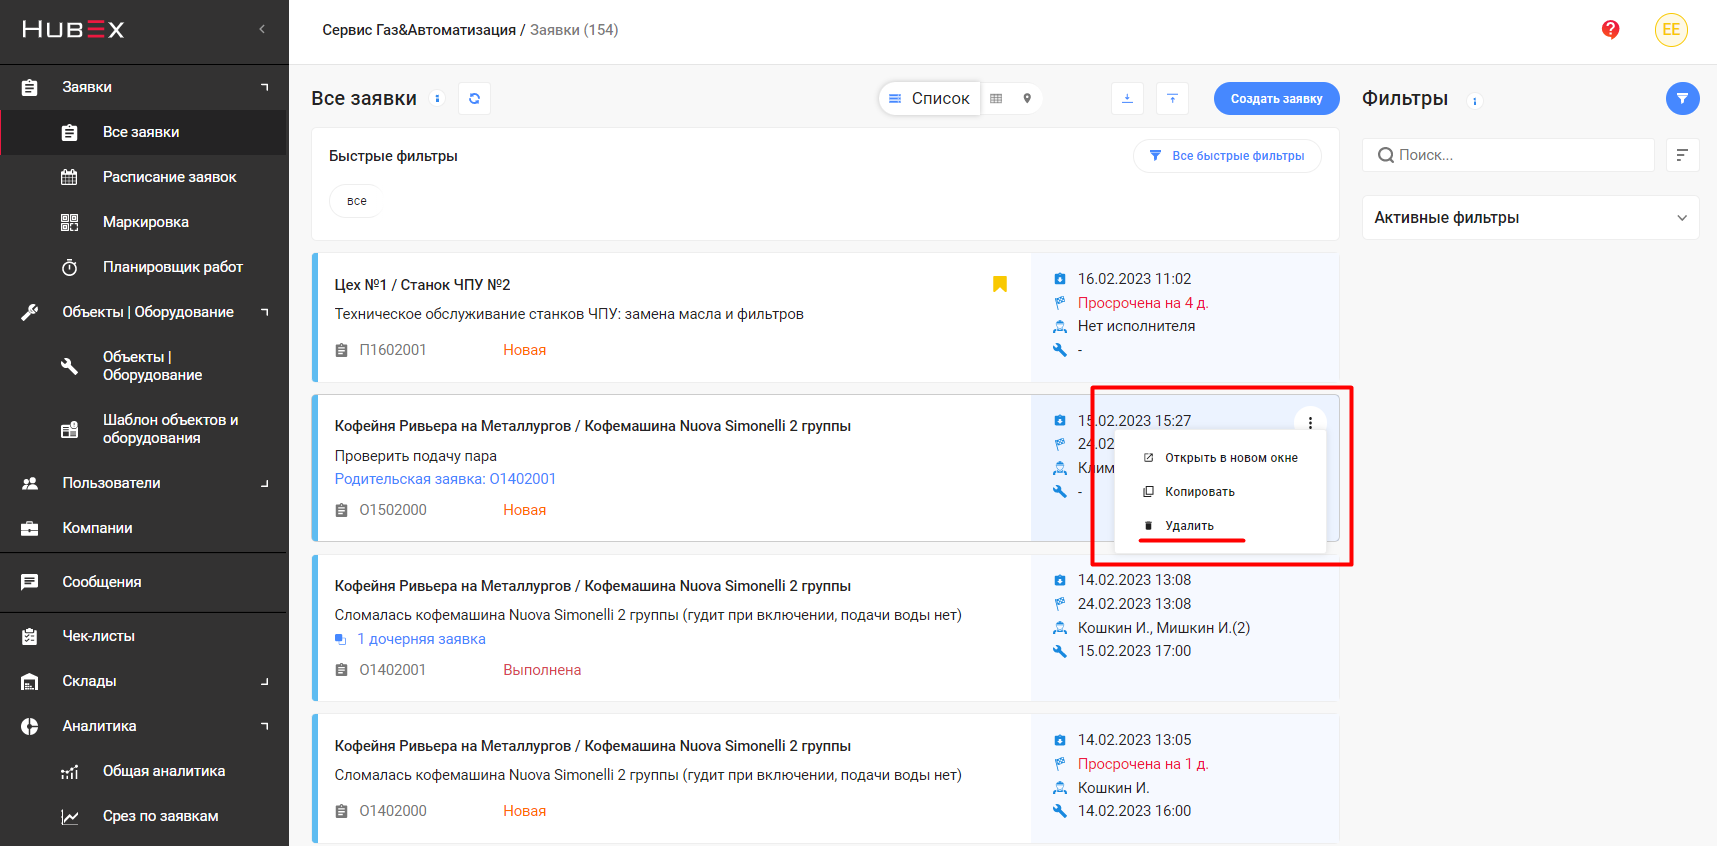 HUBEX
Заявки
Все заявки
Расписание заявок
Маркировка
Планировщик работ
Объекты | Оборудование
Объекты |
Оборудование
Шаблон объектов и
оборудования
Пользователи
Компании
Сообщения
Чек-листы
Склады
Аналитика
Общая аналитика
Срез по заявкам
Сервис Газ&Автоматизация / Заявки (154)
?
EE
Все заявки
i
Список
Создать заявку
Быстрые фильтры
Все быстрые фильтры
все
Цех №1 / Станок ЧПУ №2
Техническое обслуживание станков ЧПУ: замена масла и фильтров
П1602001
Новая
16.02.2023 11:02
Просрочена на 4 д.
Нет исполнителя
-
Кофейня Ривьера на Металлургов / Кофемашина Nuova Simonelli 2 группы
Проверить подачу пара
Родительская заявка: О1402001
О1502000
Новая
15.02.2023 15:27
24.02
Клим
-
Открыть в новом окне
Копировать
Удалить
Кофейня Ривьера на Металлургов / Кофемашина Nuova Simonelli 2 группы
Сломалась кофемашина Nuova Simonelli 2 группы (гудит при включении, подачи воды нет)
1 дочерняя заявка
О1402001
Выполнена
14.02.2023 13:08
24.02.2023 13:08
Кошкин И., Мишкин И.(2)
15.02.2023 17:00
Кофейня Ривьера на Металлургов / Кофемашина Nuova Simonelli 2 группы
Сломалась кофемашина Nuova Simonelli 2 группы (гудит при включении, подачи воды нет)
О1402000
Новая
14.02.2023 13:05
Просрочена на 1 д.
Кошкин И.
14.02.2023 16:00
Фильтры
i
Поиск...
Активные фильтры